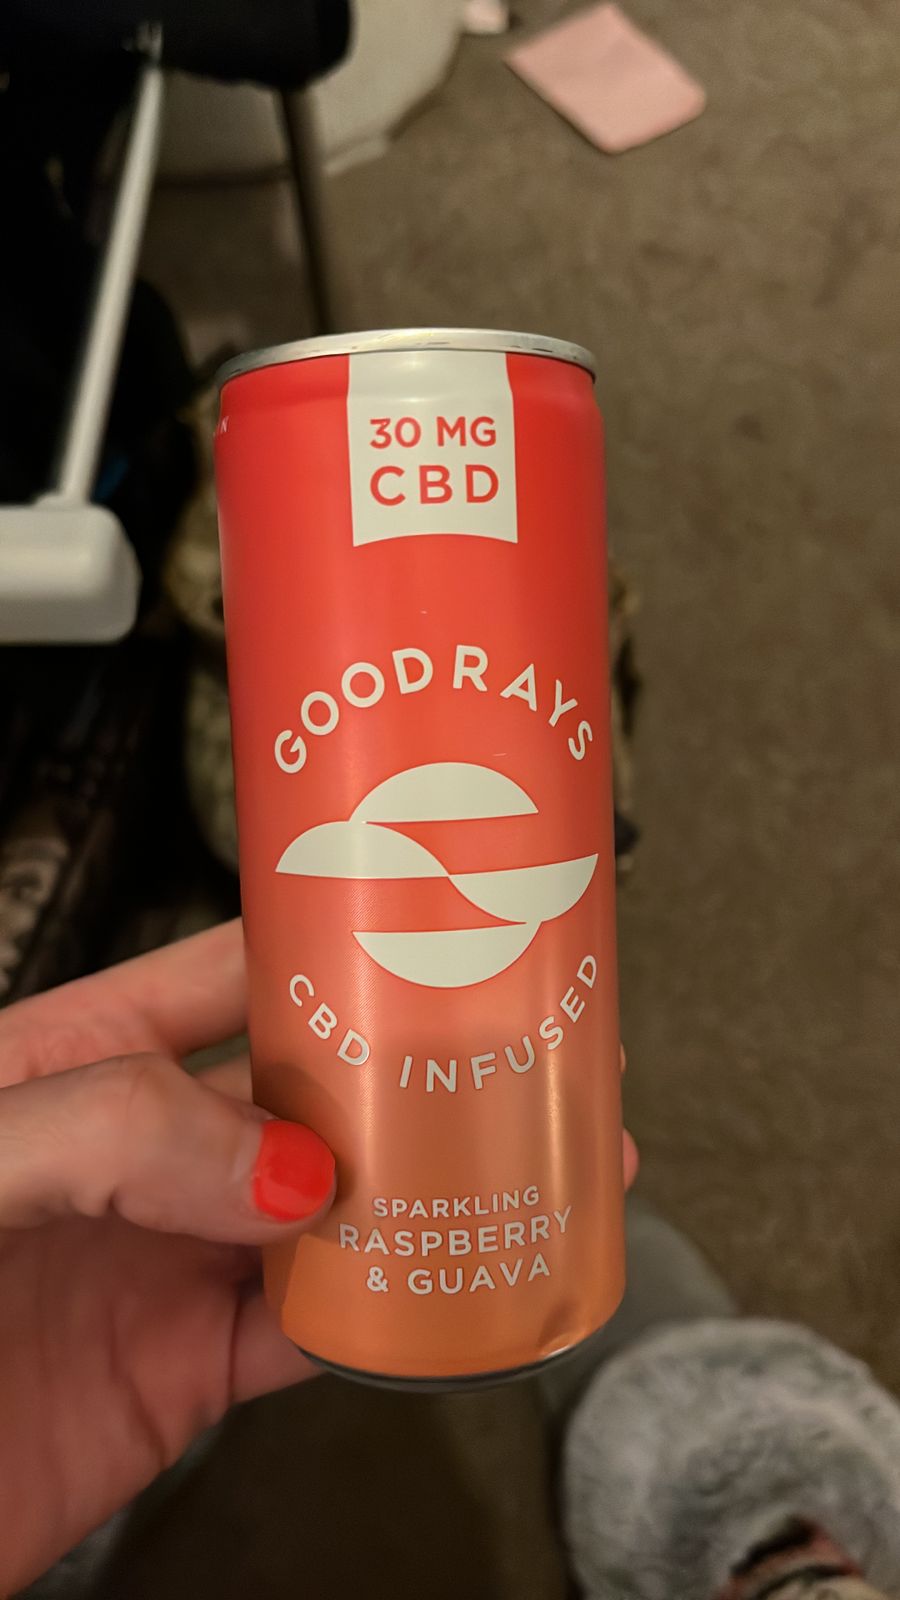 30 MG
CBD
GOODRAYS
CBD INFUSED
SPARKLING
RASPBERRY
& GUAVA